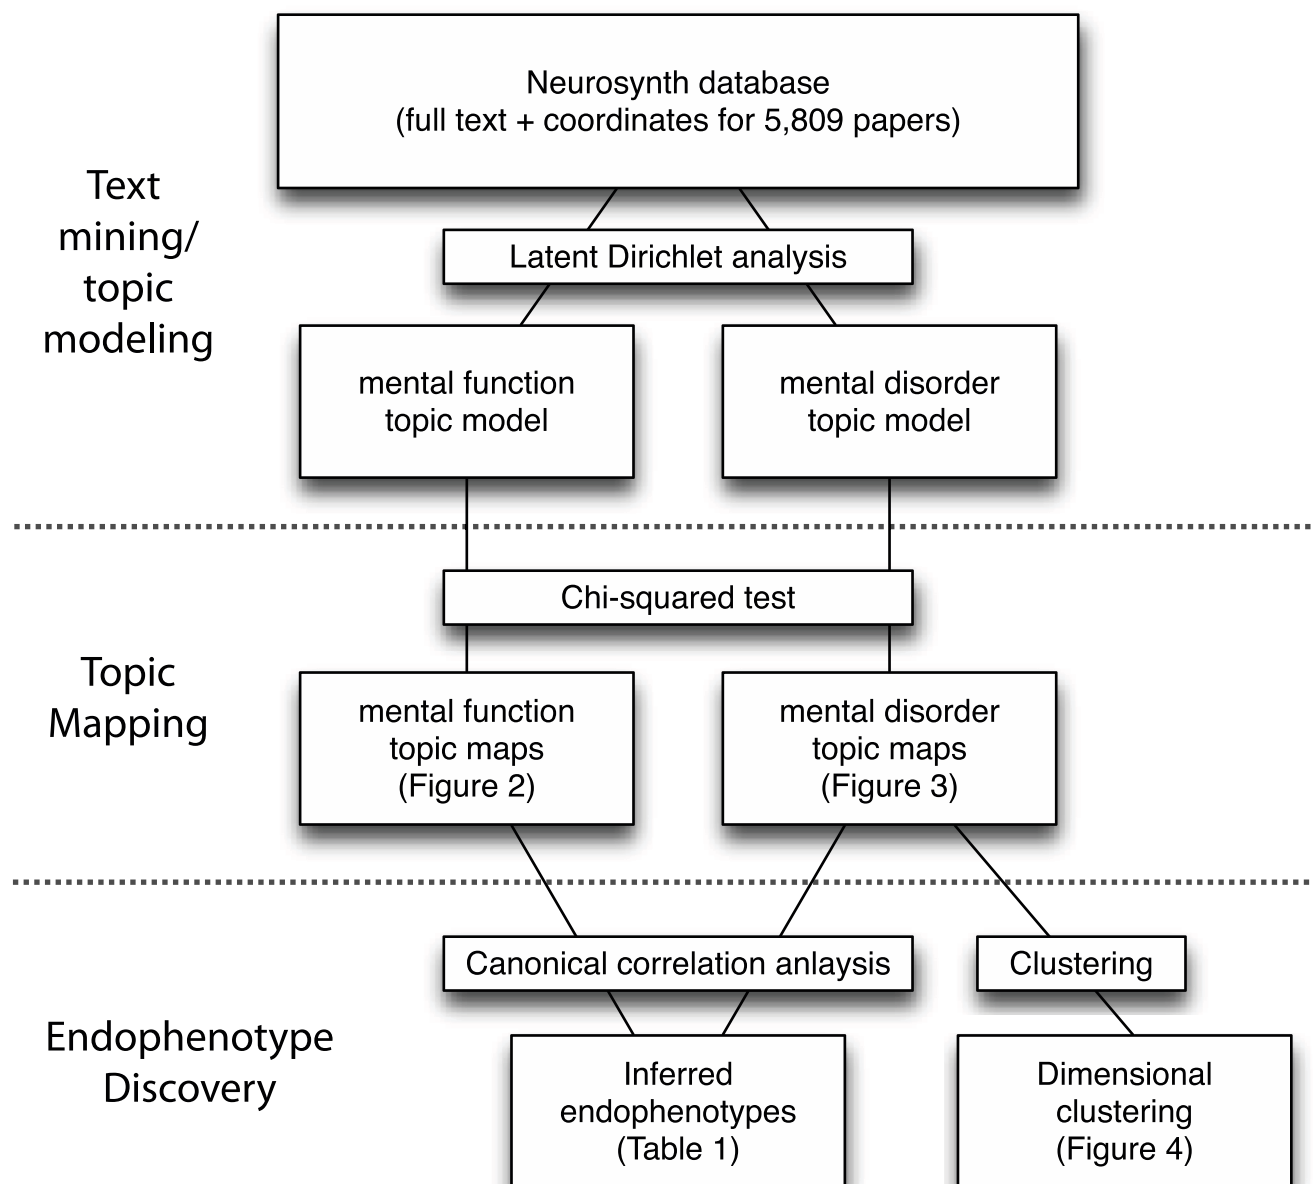 Neurosynth database
(full text + coordinates for 5,809 papers)
Text
mining/
topic
modeling
Latent Dirichlet analysis
mental function
topic model
mental disorder
topic model
Chi-squared test
Topic
Mapping
mental function
topic maps
(Figure 2)
mental disorder
topic maps
(Figure 3)
Canonical correlation anlaysis
Clustering
Endophenotype
Discovery
Inferred
endophenotypes
(Table 1)
Dimensional
clustering
(Figure 4)